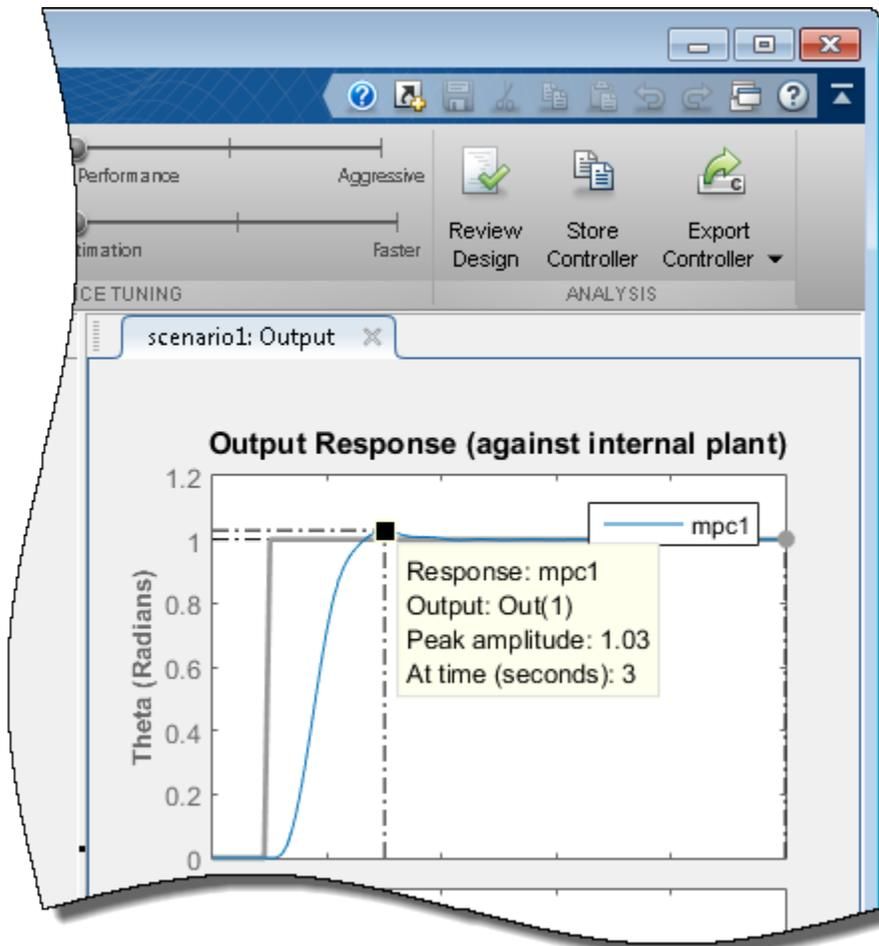 Performance
Aggressive
timation
Faster
CE TUNING
Review
Design
Store
Controller
Export
Controller
C
ANALYSIS
scenario1: Output
Output Response (against internal plant)
1.2
1
0.8
0.6
0.4
0.2
0
Theta (Radians)
mpc1
Response: mpc1
Output: Out(1)
Peak amplitude: 1.03
At time (seconds): 3